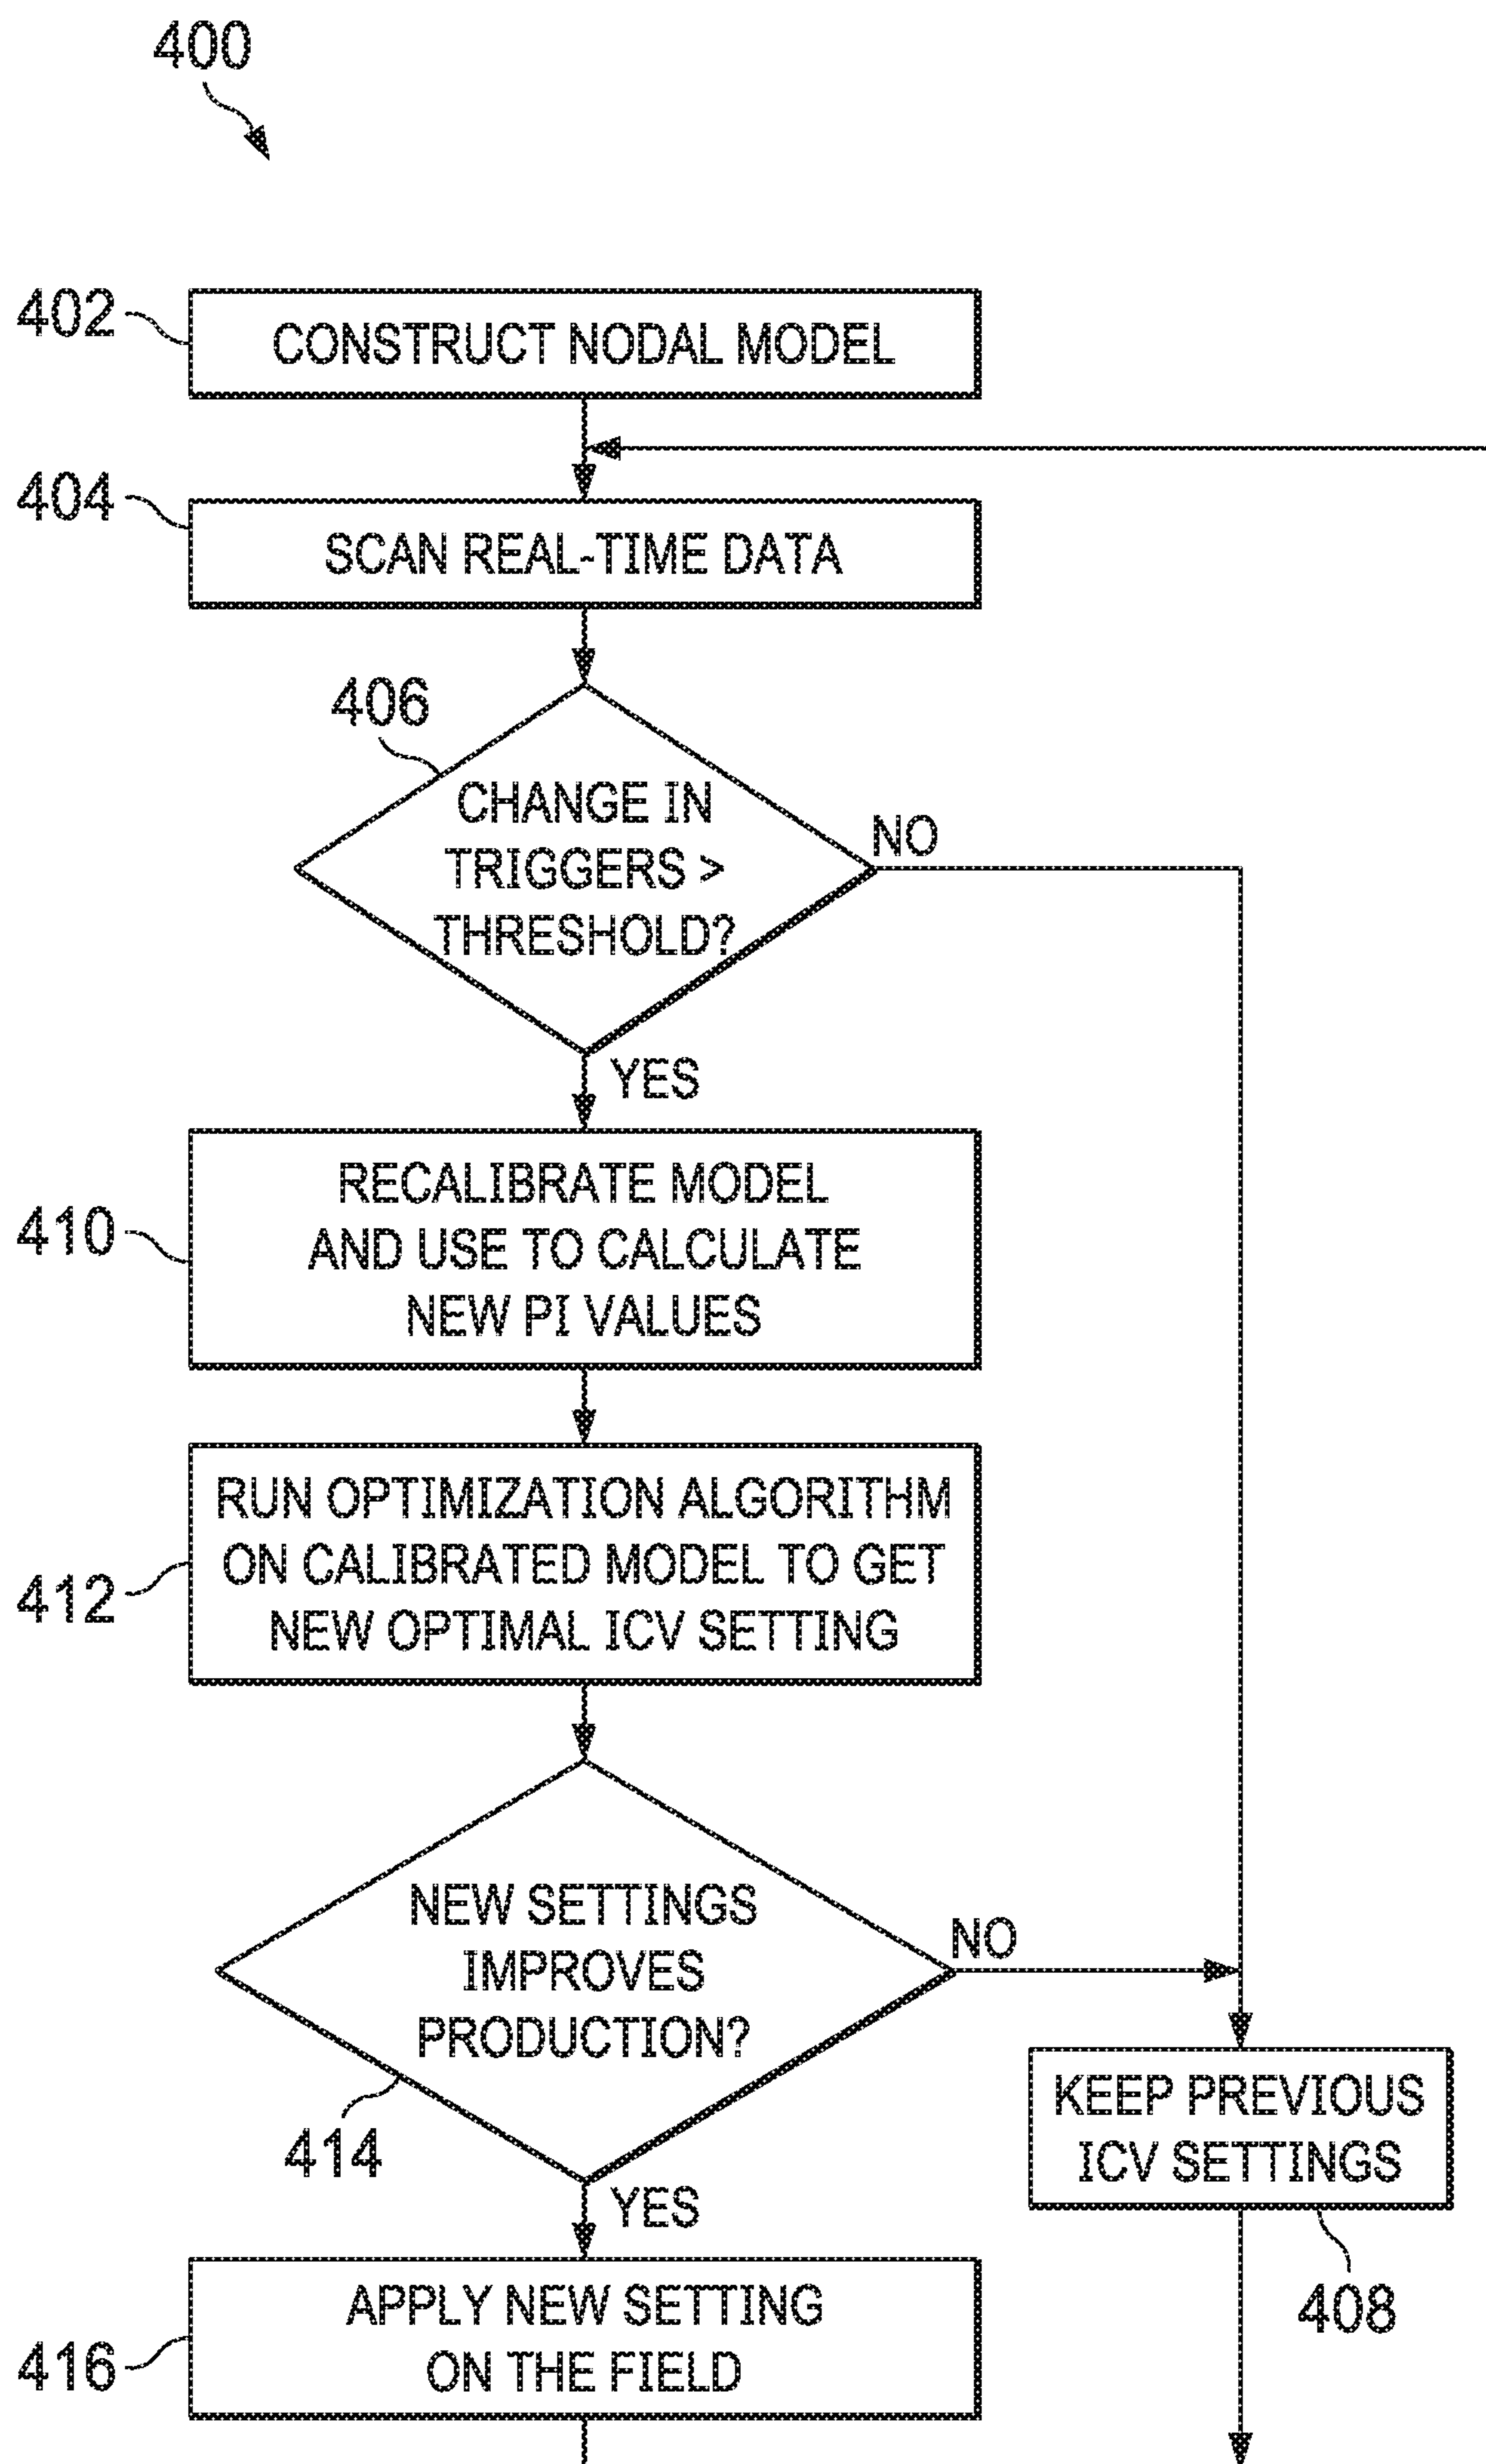 400
402
CONSTRUCT NODAL MODEL
404
SCAN REAL-TIME DATA
406
CHANGE IN
TRIGGERS >
THRESHOLD?
NO
YES
410
RECALIBRATE MODEL
AND USE TO CALCULATE
NEW PI VALUES
412
RUN OPTIMIZATION ALGORITHM
ON CALIBRATED MODEL TO GET
NEW OPTIMAL ICV SETTING
NEW SETTINGS
IMPROVES
PRODUCTION?
NO
414
YES
KEEP PREVIOUS
ICV SETTINGS
408
416
APPLY NEW SETTING
ON THE FIELD